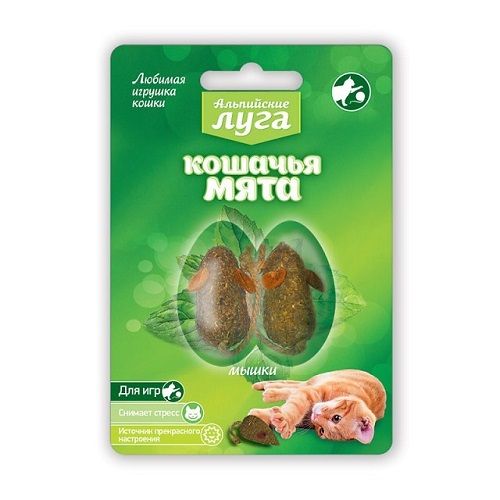 Любимая
игрушка
кошки
Альпийские
луга
кошачья
мята
мышки
Для игр
Снимает стресс
Источник прекрасного
настроения